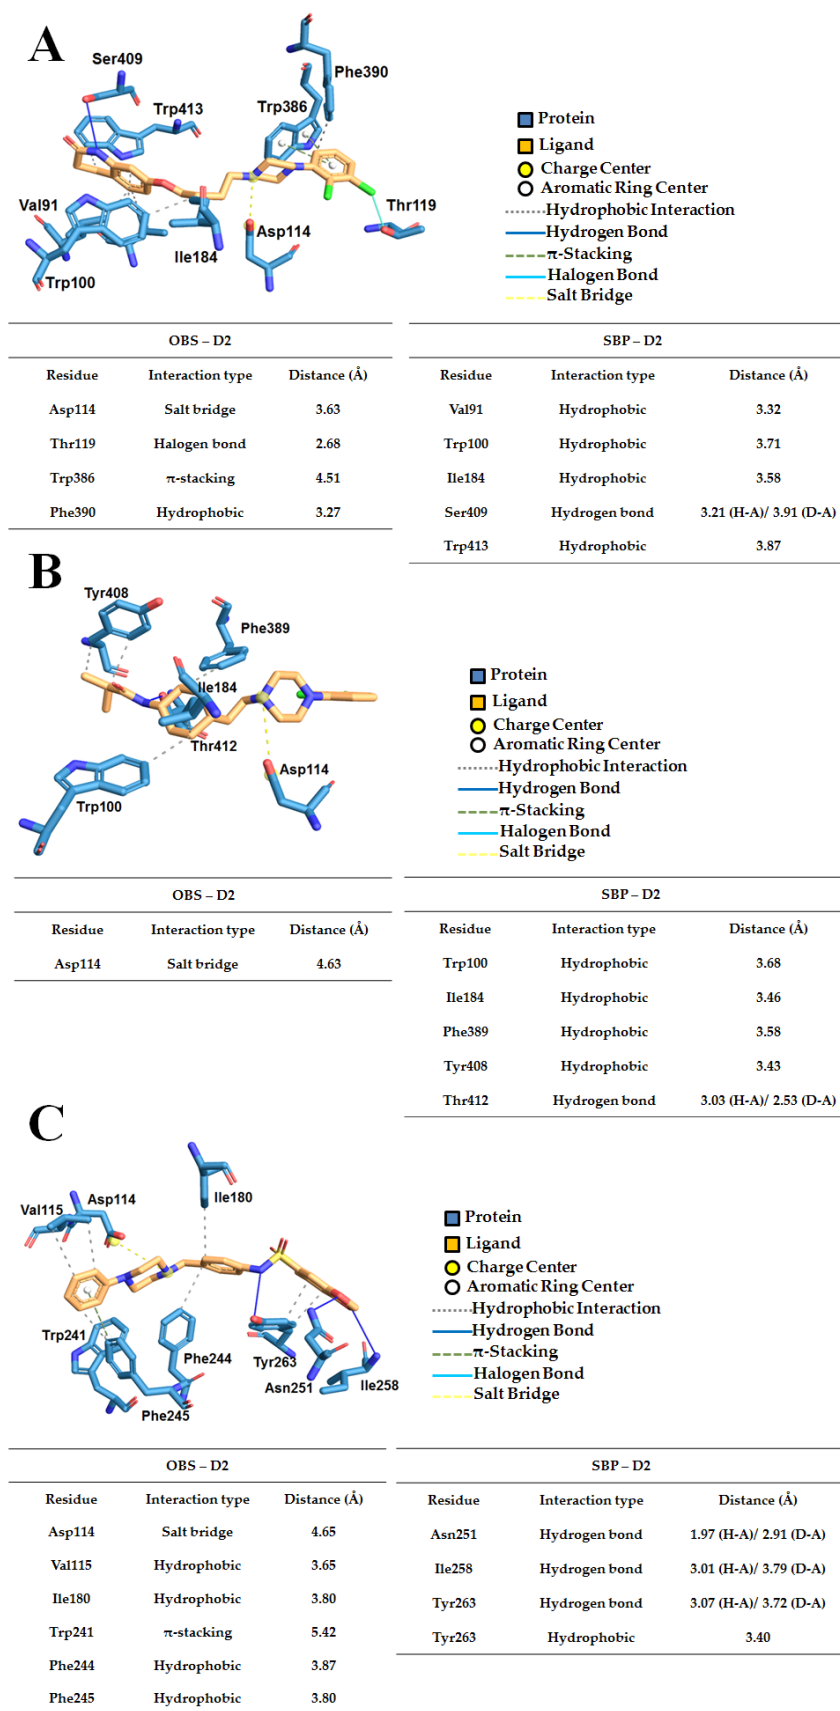 A
Ser409
Phe390
Trp413
Trp386
Val91
Trp100
Ile184
Asp114
Thr119
Protein
Ligand
Charge Center
Aromatic Ring Center
Hydrophobic Interaction
Hydrogen Bond
π-Stacking
Halogen Bond
Salt Bridge
OBS – D2
Residue Interaction type Distance (Å)
Asp114 Salt bridge 3.63
Thr119 Halogen bond 2.68
Trp386 π-stacking 4.51
Phe390 Hydrophobic 3.27
SBP – D2
Residue Interaction type Distance (Å)
Val91 Hydrophobic 3.32
Trp100 Hydrophobic 3.71
Ile184 Hydrophobic 3.58
Ser409 Hydrogen bond 3.21 (H-A)/ 3.91 (D-A)
Trp413 Hydrophobic 3.87
B
Tyr408
Phe389
Ile184
Thr412
Asp114
Trp100
Protein
Ligand
Charge Center
Aromatic Ring Center
Hydrophobic Interaction
Hydrogen Bond
π-Stacking
Halogen Bond
Salt Bridge
OBS – D2
Residue Interaction type Distance (Å)
Asp114 Salt bridge 4.63
SBP – D2
Residue Interaction type Distance (Å)
Trp100 Hydrophobic 3.68
Ile184 Hydrophobic 3.46
Phe389 Hydrophobic 3.58
Tyr408 Hydrophobic 3.43
Thr412 Hydrogen bond 3.03 (H-A)/ 2.53 (D-A)
C
Ile180
Asp114
Val115
Trp241
Phe244
Phe245
Tyr263
Asn251
Ile258
Protein
Ligand
Charge Center
Aromatic Ring Center
Hydrophobic Interaction
Hydrogen Bond
π-Stacking
Halogen Bond
Salt Bridge
OBS – D2
Residue Interaction type Distance (Å)
Asp114 Salt bridge 4.65
Val115 Hydrophobic 3.65
Ile180 Hydrophobic 3.80
Trp241 π-stacking 5.42
Phe244 Hydrophobic 3.87
Phe245 Hydrophobic 3.80
SBP – D2
Residue Interaction type Distance (Å)
Asn251 Hydrogen bond 1.97 (H-A)/ 2.91 (D-A)
Ile258 Hydrogen bond 3.01 (H-A)/ 3.79 (D-A)
Tyr263 Hydrogen bond 3.07 (H-A)/ 3.72 (D-A)
Tyr263 Hydrophobic 3.40